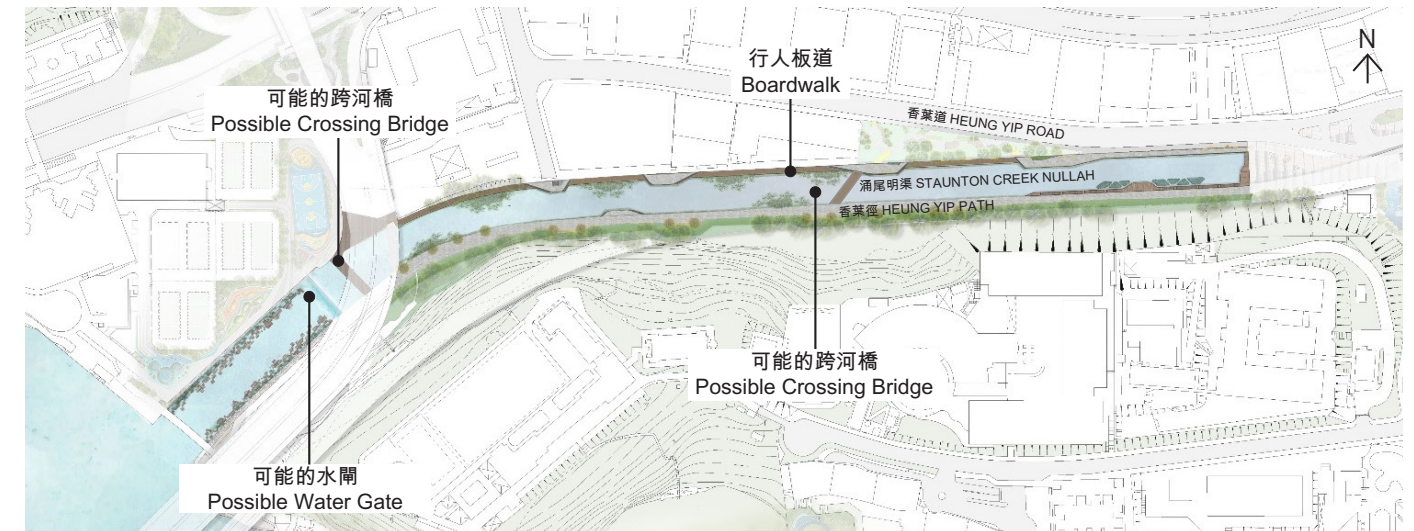 N
行人板道
Boardwalk
可能的跨河橋
Possible Crossing Bridge
香葉道 HEUNG YIP ROAD
涌尾明渠 STAUNTON CREEK NULLAH
香葉徑 HEUNG YIP PATH
可能的跨河橋
Possible Crossing Bridge
可能的水閘
Possible Water Gate